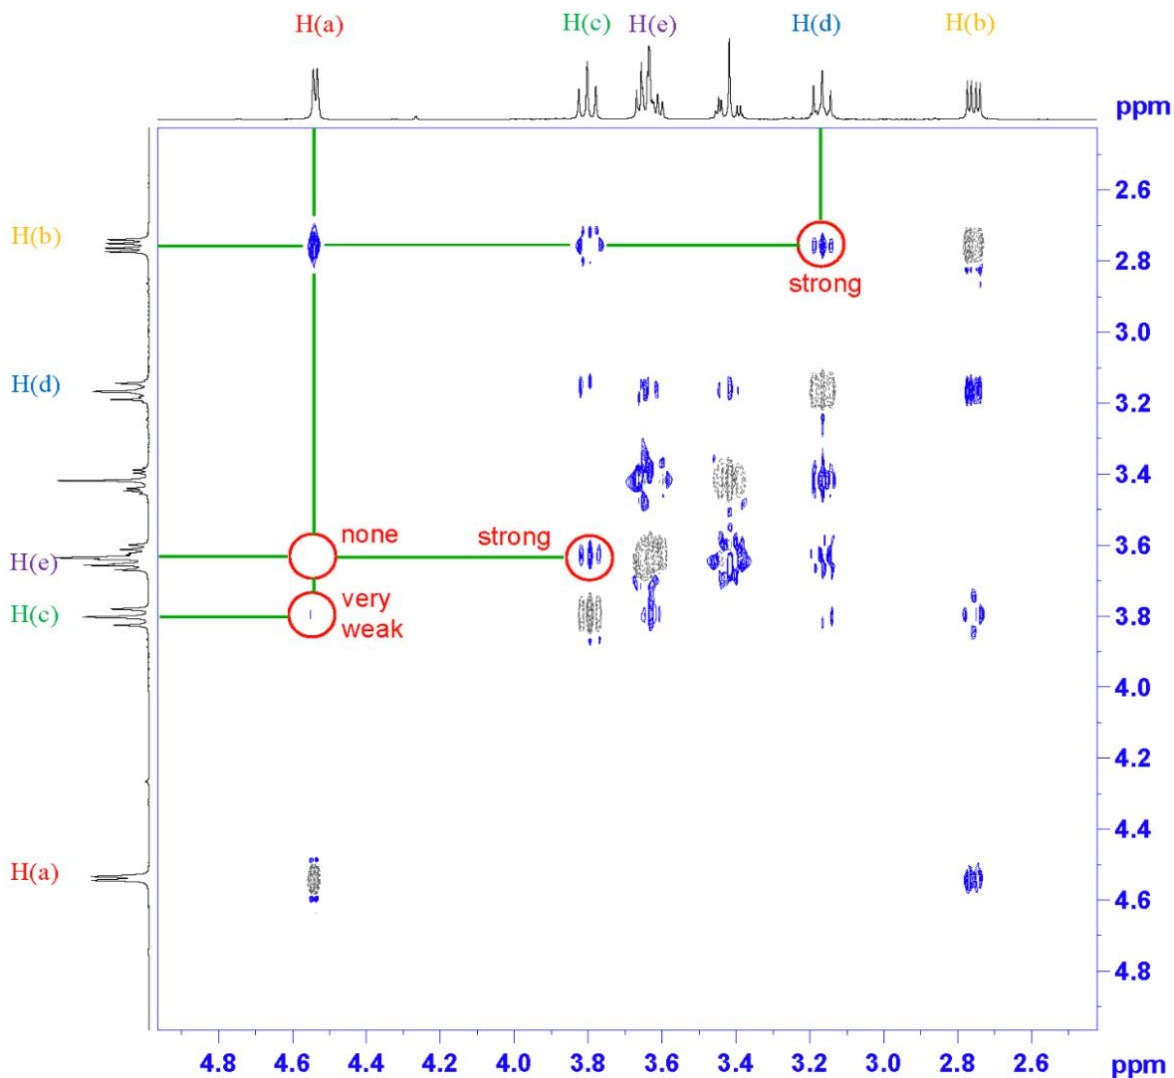 H(a) H(c) H(e) H(d) H(b)
ppm
2.6
H(b)
2.8
strong
3.0
H(d)
3.2
3.4
none
strong
H(e)
3.6
very
H(c)
3.8
weak
4.0
4.2
4.4
H(a)
4.6
4.8
4.8 4.6 4.4 4.2 4.0 3.8 3.6 3.4 3.2 3.0 2.8 2.6 ppm